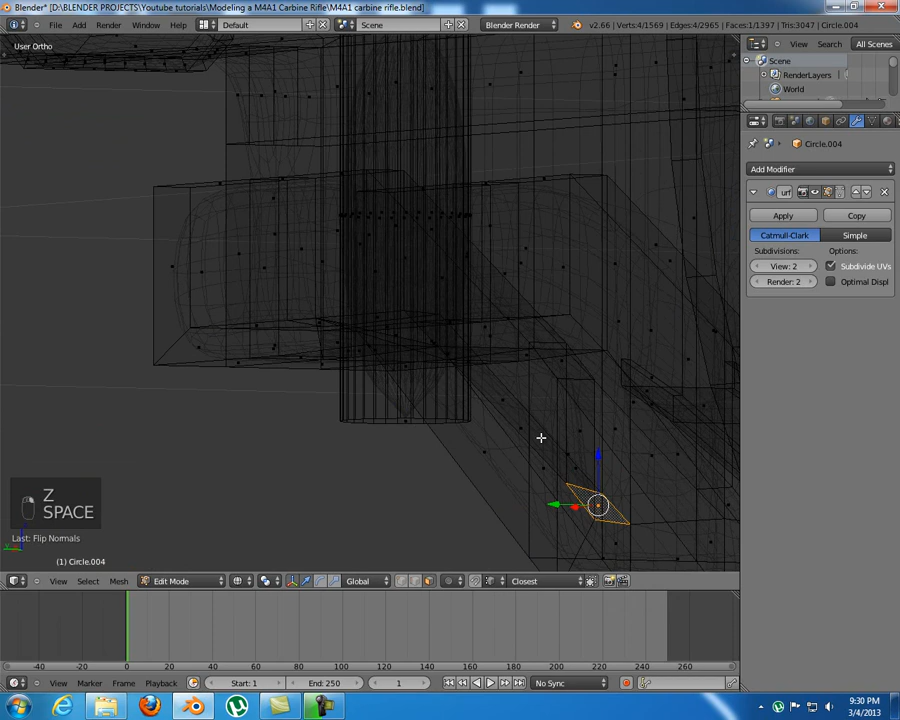 Blender* [D:\BLENDER PROJECTS\Youtube tutorials\Modeling a M4A1 Carbine Rifle\M4A1 carbine rifle.blend]
File Add Render Window Help Default Scene Blender Render v2.66 | Verts:4/1569 | Edges:4/2965 | Faces:1/1397 | Tris:3047 | Circle.004
User Ortho
View Search All Scenes
Scene
RenderLayers
World
Circle.004
Add Modifier
urf
Apply Copy
Catmull-Clark Simple
Subdivisions: Options:
View: 2 Subdivide UVs
Render: 2 Optimal Displ
Z
SPACE
Last: Flip Normals
(1) Circle.004
View Select Mesh Edit Mode Global Closest
-40 -20 0 20 40 60 80 100 120 140 160 180 200 220 240 260
View Marker Frame Playback Start: 1 End: 250 1 No Sync
9:30 PM
3/4/2013